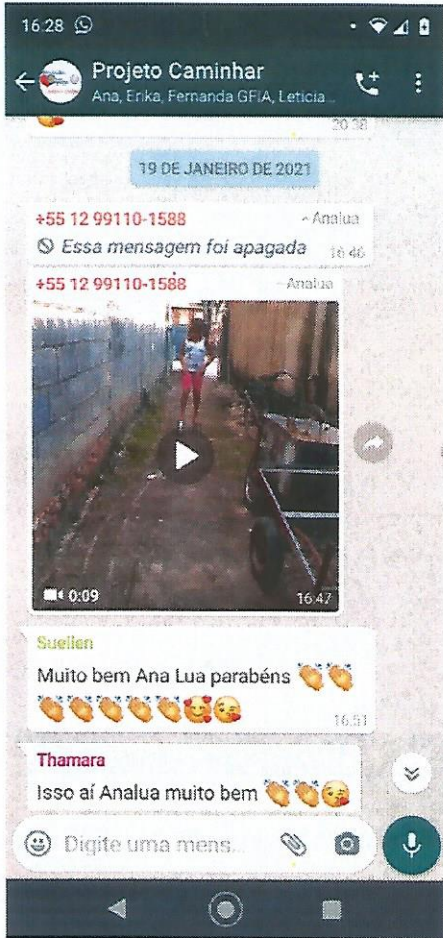 16:28
Projeto Caminhar
Ana, Erika, Fernanda GFIA, Leticia...
20:38
19 DE JANEIRO DE 2021
+55 12 99110-1588 ~Analua
Essa mensagem foi apagada 16:46
+55 12 99110-1588 ~Analua
0:09 16:47
Suellen
Muito bem Ana Lua parabéns 👏👏
👏👏👏👏👏🥰😘 16:51
Thamara
Isso aí Analua muito bem 👏👏😘
Digite uma mens...